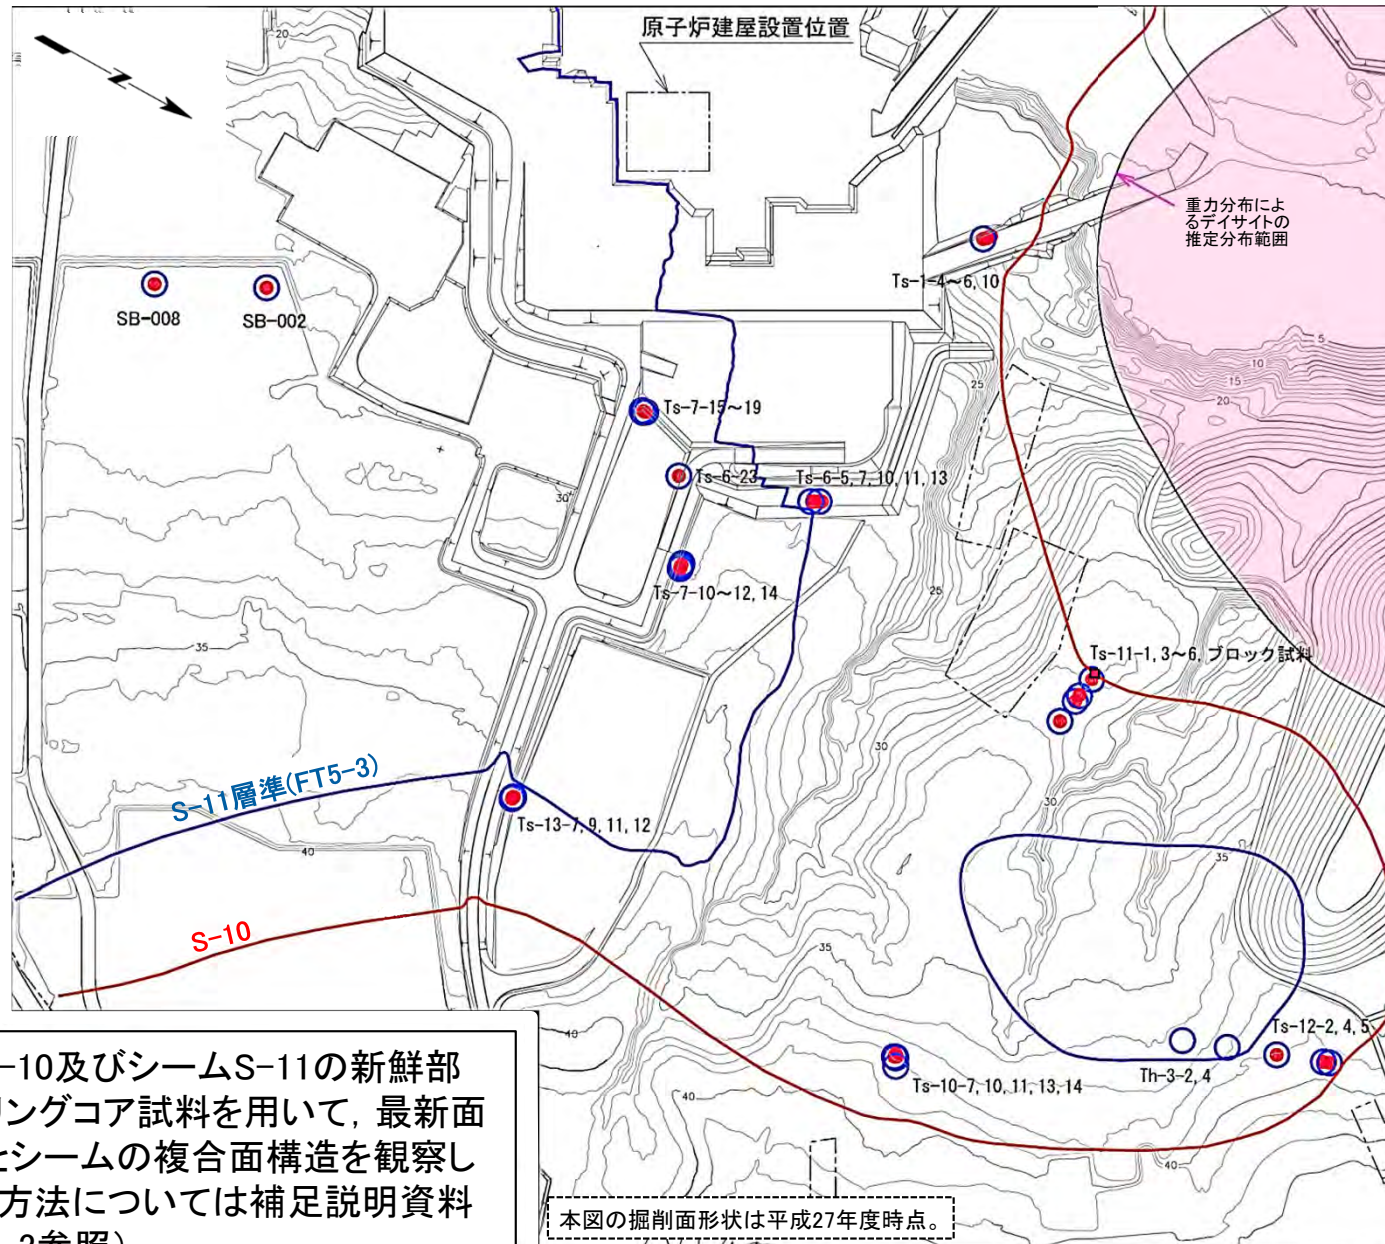 原子炉建屋設置位置
20
N
重力分布によ
るデイサイトの
推定分布範囲
Ts-1-4～6, 10
SB-008
SB-002
5
10
15
20
25
Ts-7-15～19
Ts-6-23
Ts-6-5, 7, 10, 11, 13
30
Ts-7-10～12, 14
25
35
Ts-11-1, 3～6, ブロック試料
30
S-11層準(FT5-3)
Ts-13-7, 9, 11, 12
30
40
35
S-10
35
40
Ts-12-2, 4, 5
Th-3-2, 4
Ts-10-7, 10, 11, 13, 14
40
40
-10及びシームS-11の新鮮部
リングコア試料を用いて, 最新面
とシームの複合面構造を観察し
方法については補足説明資料
2参照)
本図の掘削面形状は平成27年度時点。